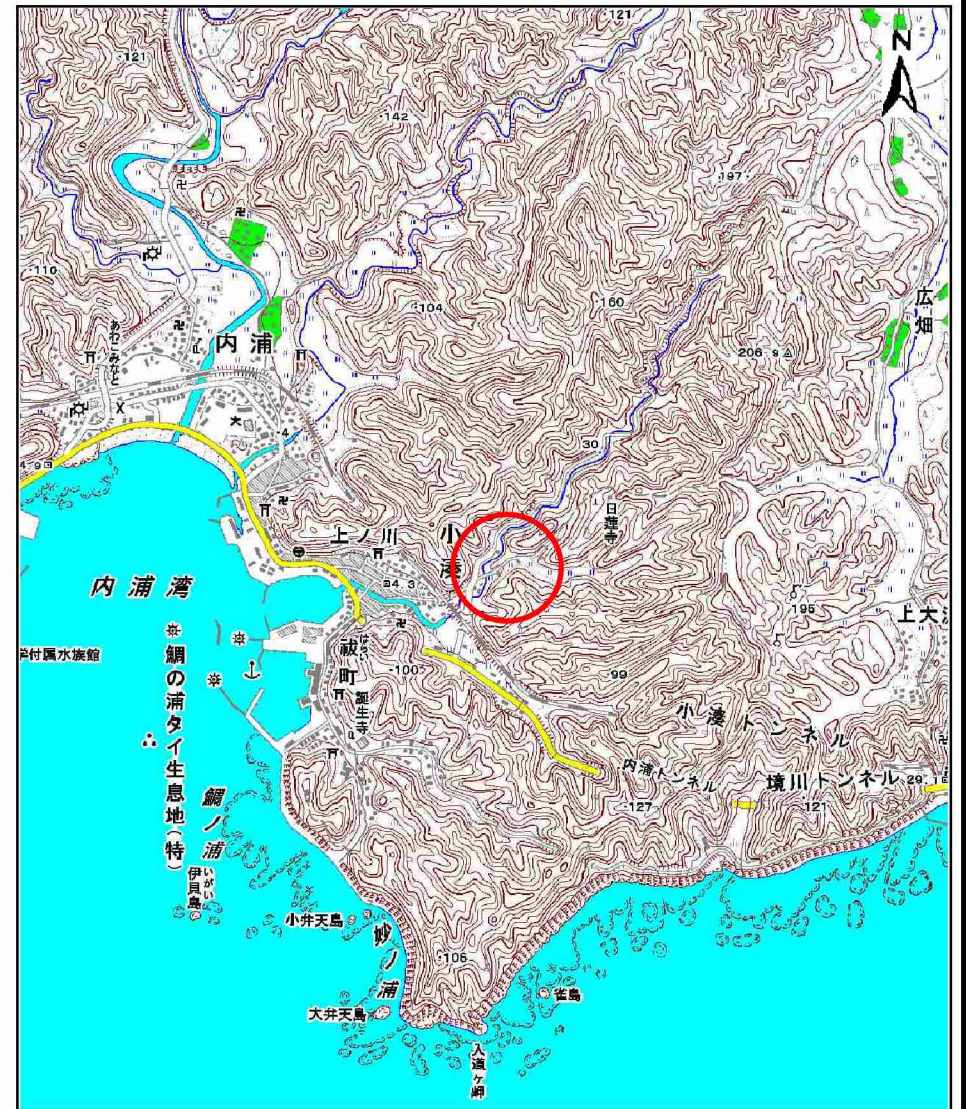 121
N
・121
・142
・197・
・110
広畑
・104
・160
あわこみなと
内浦
206.9
大
・4
30
日蓮寺
上ノ川
小湊
4.3
内浦湾
195
祓町
はらい
・100
99
誕生寺
鯛の浦タイ生息地(特)
小湊トンネル
内浦トンネル
境川トンネル
29.1
・127
・121
鯛ノ浦
いがい
伊貝島
小弁天島
妙ノ浦
・106
雀島
大弁天島
入道ヶ岬